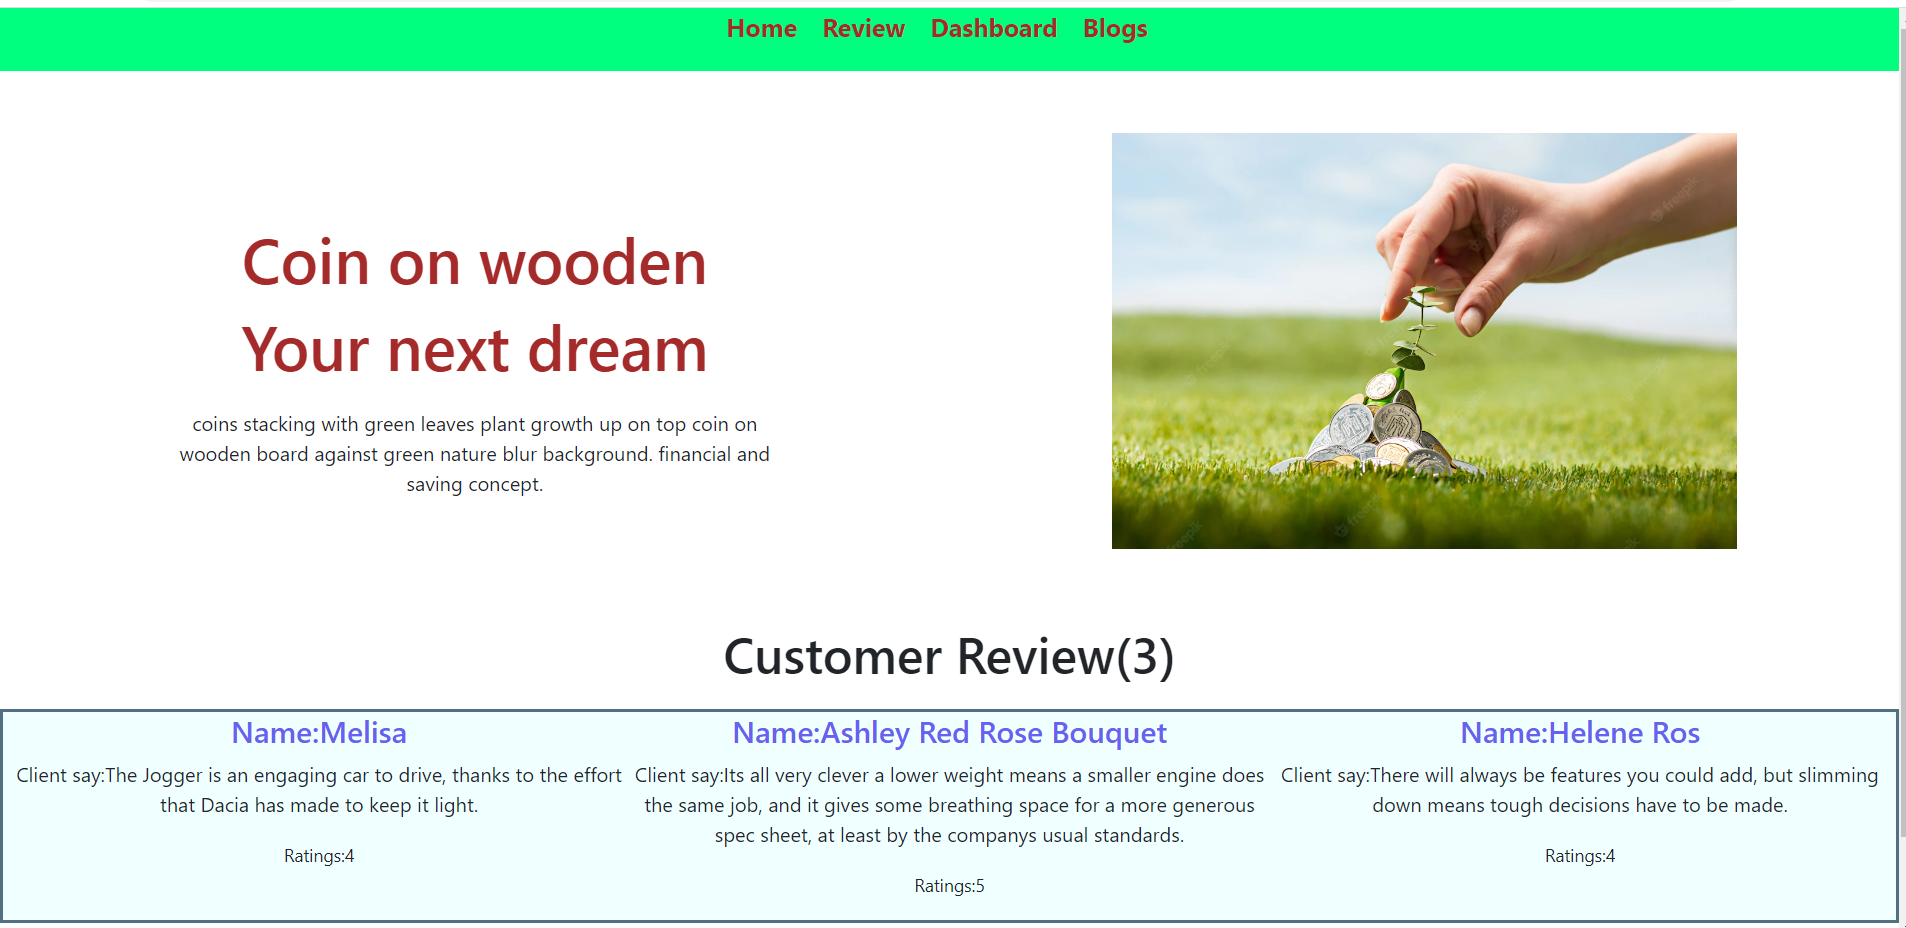 Home Review Dashboard Blogs
Coin on wooden
Your next dream
coins stacking with green leaves plant growth up on top coin on
wooden board against green nature blur background. financial and
saving concept.
freepik
Customer Review(3)
Name:Melisa
Client say:The Jogger is an engaging car to drive, thanks to the effort
that Dacia has made to keep it light.
Ratings:4
Name:Ashley Red Rose Bouquet
Client say:Its all very clever a lower weight means a smaller engine does
the same job, and it gives some breathing space for a more generous
spec sheet, at least by the companys usual standards.
Ratings:5
Name:Helene Ros
Client say:There will always be features you could add, but slimming
down means tough decisions have to be made.
Ratings:4